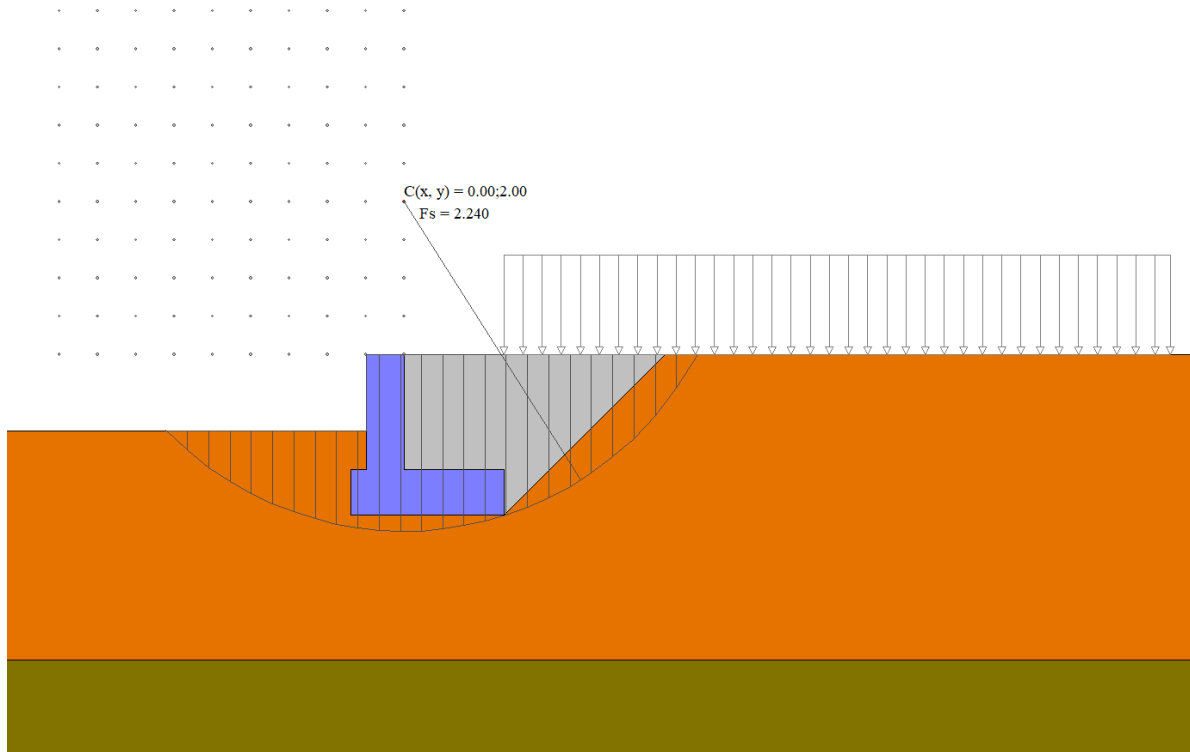 C(x, y) = 0.00;2.00
Fs = 2.240